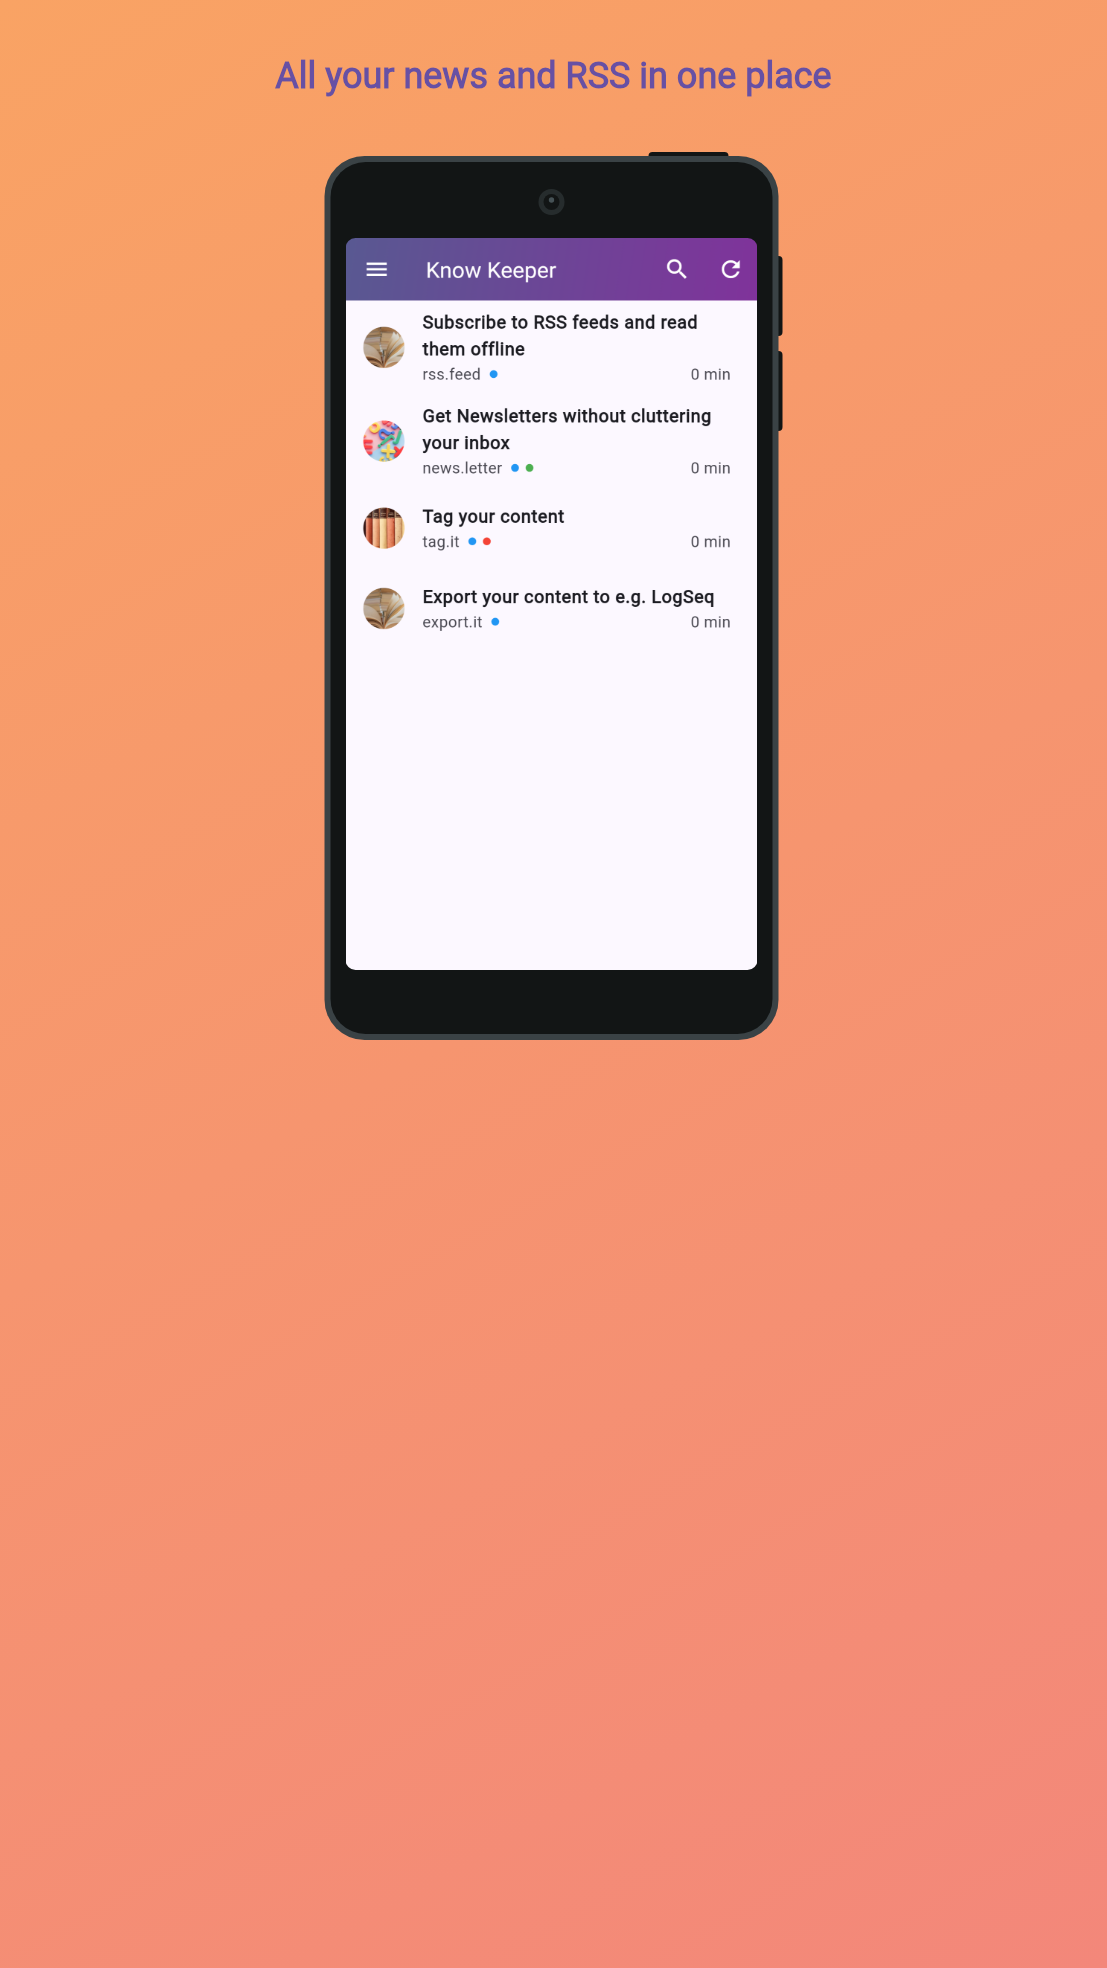 All your news and RSS in one place
Know Keeper
Subscribe to RSS feeds and read
them offline
rss.feed 0 min
Get Newsletters without cluttering
your inbox
news.letter 0 min
Tag your content
tag.it 0 min
Export your content to e.g. LogSeq
export.it 0 min